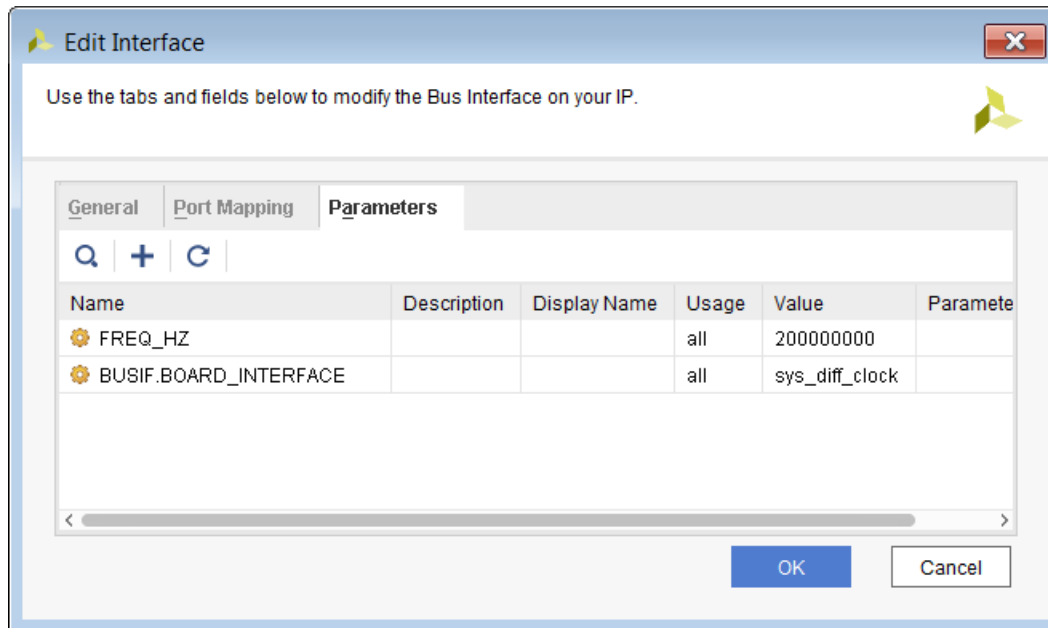 Edit Interface
Use the tabs and fields below to modify the Bus Interface on your IP.
General Port Mapping Parameters
Name Description Display Name Usage Value Paramete
FREQ_HZ all 200000000
BUSIF.BOARD_INTERFACE all sys_diff_clock
OK Cancel